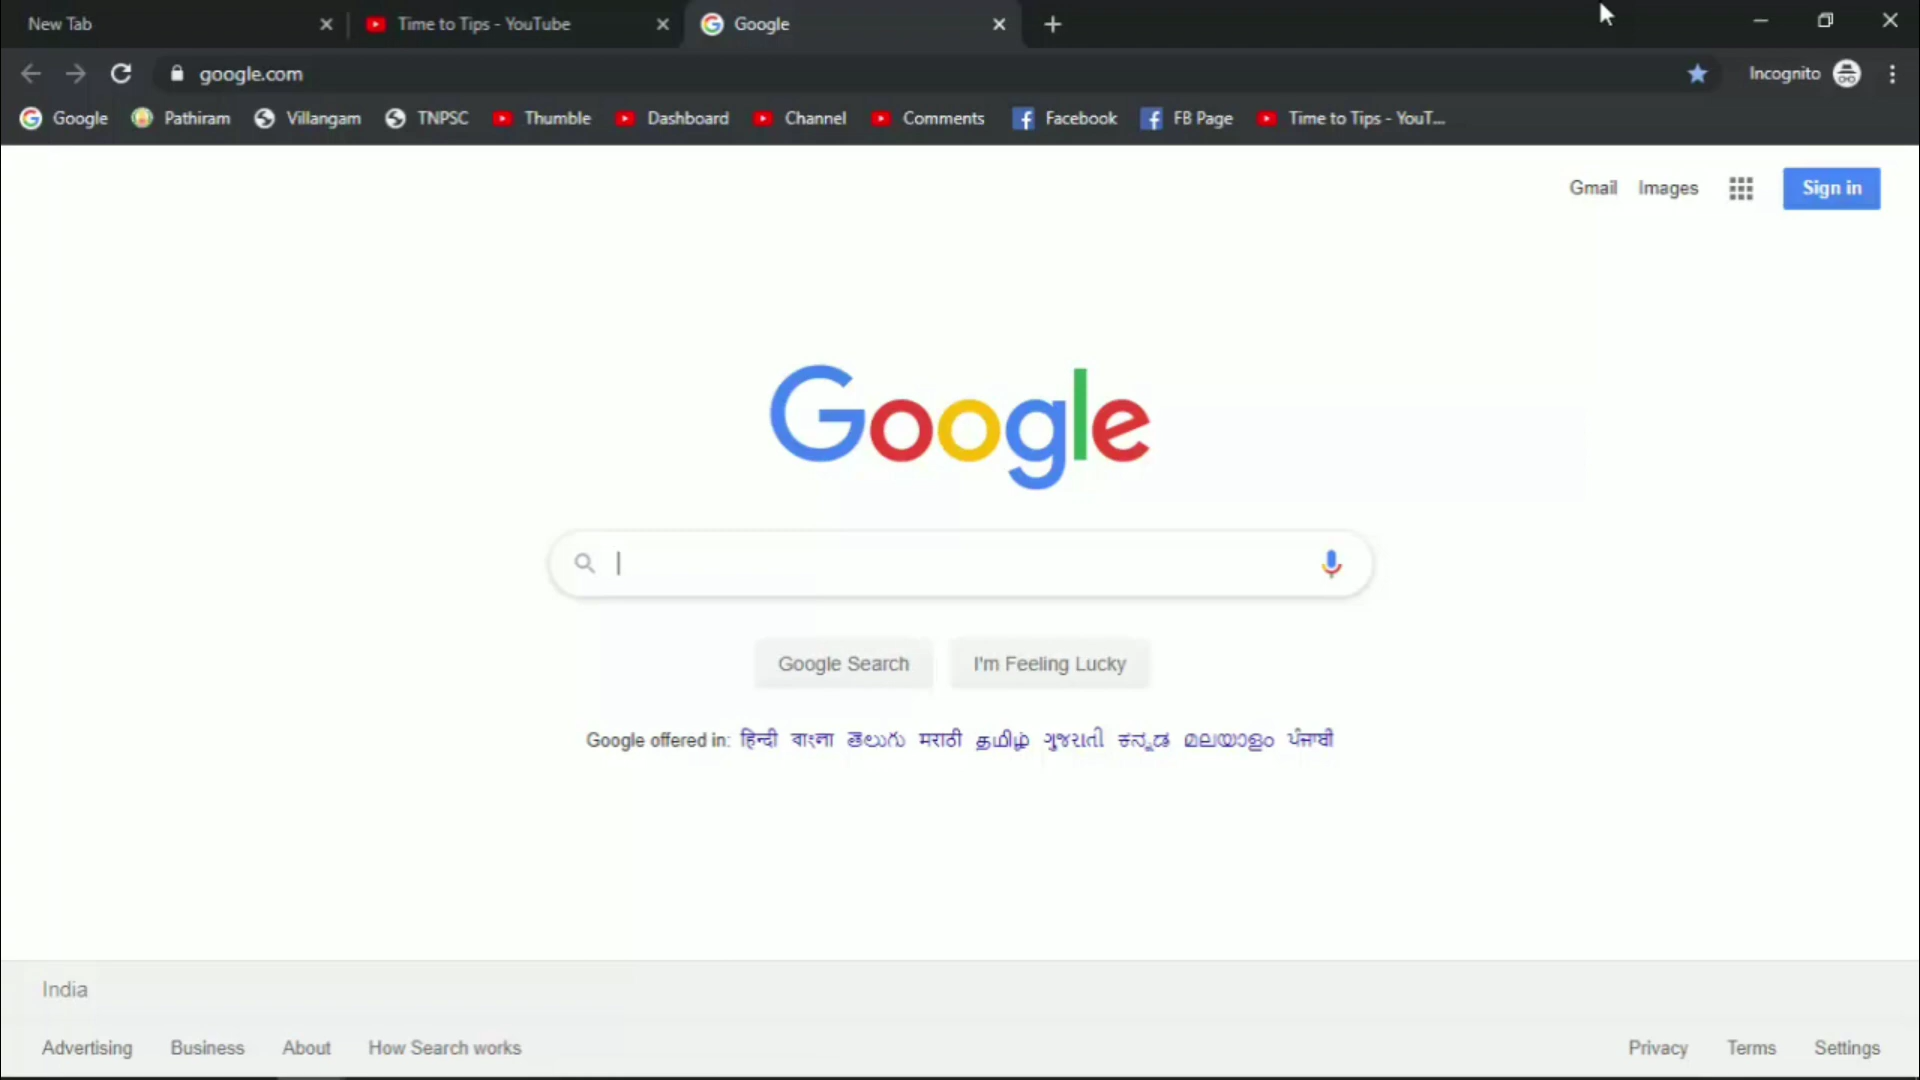 New Tab Time to Tips - YouTube Google
google.com Incognito
Google Pathiram Villangam TNPSC Thumble Dashboard Channel Comments Facebook FB Page Time to Tips - YouT...
Gmail Images Sign in
Google
Google Search I'm Feeling Lucky
Google offered in: हिन्दी বাংলা తెలుగు मराठी தமிழ் ગુજરાતી ಕನ್ನಡ മലയാളം ਪੰਜਾਬੀ
India
Advertising Business About How Search works Privacy Terms Settings